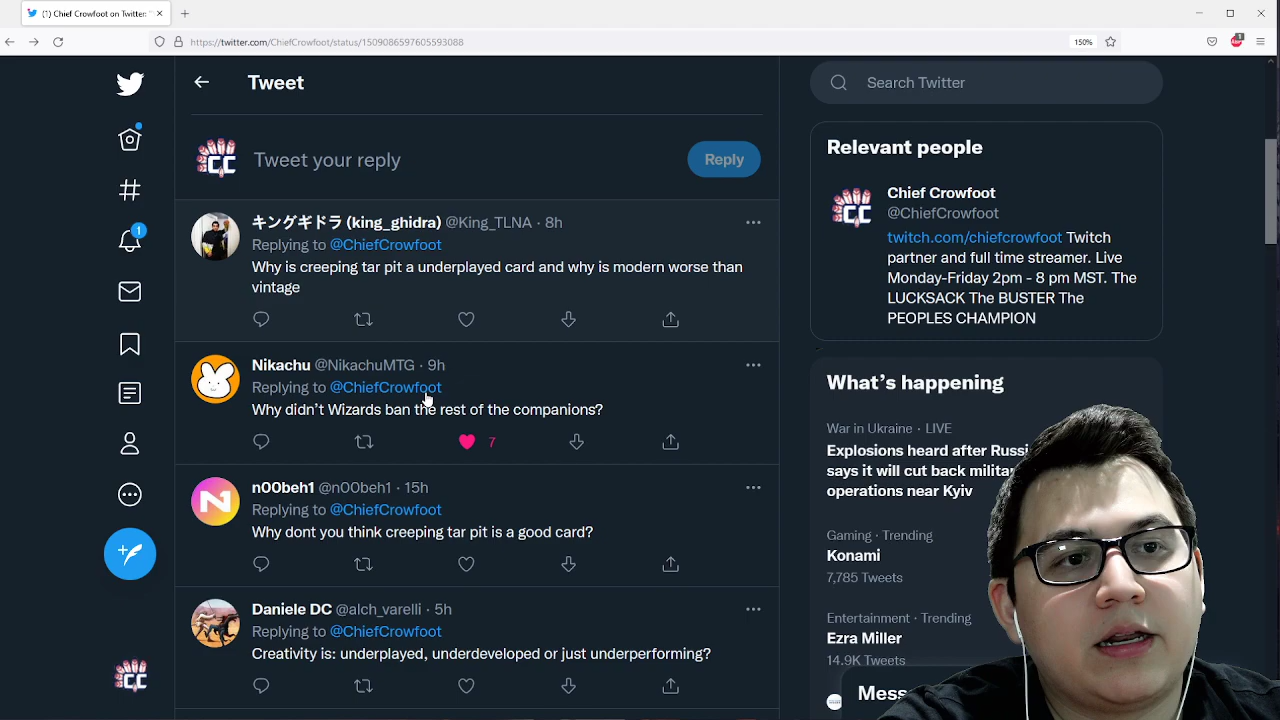 (1) Chief Crowfoot on Twitter: "
https://twitter.com/ChiefCrowfoot/status/1509086597605593088
150%
Tweet
Tweet your reply
Reply
キンゲギドラ (king_ghidra) @King_TLNA · 8h
Replying to @ChiefCrowfoot
Why is creeping tar pit a underplayed card and why is modern worse than
vintage
Nikachu @NikachuMTG · 9h
Replying to @ChiefCrowfoot
Why didn't Wizards ban the rest of the companions?
7
n00beh1 @n00beh1 · 15h
Replying to @ChiefCrowfoot
Why dont you think creeping tar pit is a good card?
Daniele DC @alch_varelli · 5h
Replying to @ChiefCrowfoot
Creativity is: underplayed, underdeveloped or just underperforming?
1
CC
Search Twitter
Relevant people
CC
Chief Crowfoot
@ChiefCrowfoot
twitch.com/chiefcrowfoot Twitch
partner and full time streamer. Live
Monday-Friday 2pm - 8 pm MST. The
LUCKSACK The BUSTER The
PEOPLES CHAMPION
What's happening
War in Ukraine · LIVE
Explosions heard after Russi
says it will cut back milita
operations near Kyiv
Gaming · Trending
Konami
7,785 Tweets
Entertainment · Trending
Ezra Miller
14.9K Tweets
Mess